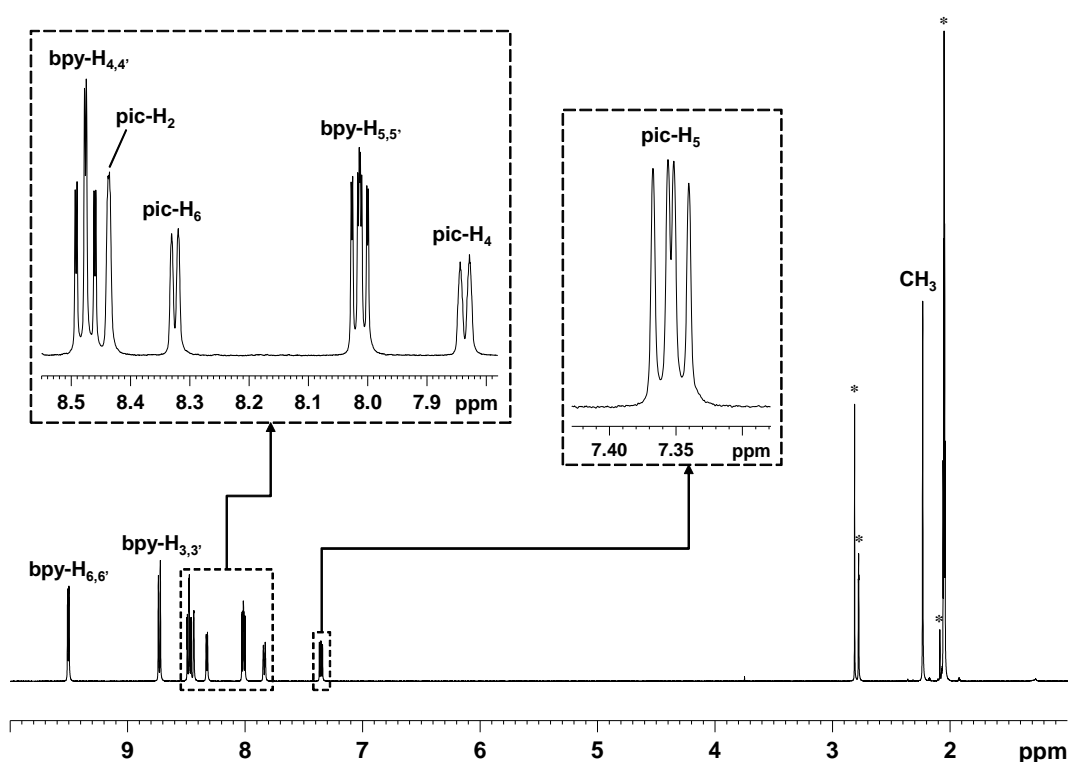 *
bpy-H4,4'
pic-H2
bpy-H5,5'
pic-H5
pic-H6
pic-H4
CH3
8.5 8.4 8.3 8.2 8.1 8.0 7.9 ppm
*
7.40 7.35 ppm
bpy-H3,3'
*
bpy-H6,6'
*
9 8 7 6 5 4 3 2 ppm